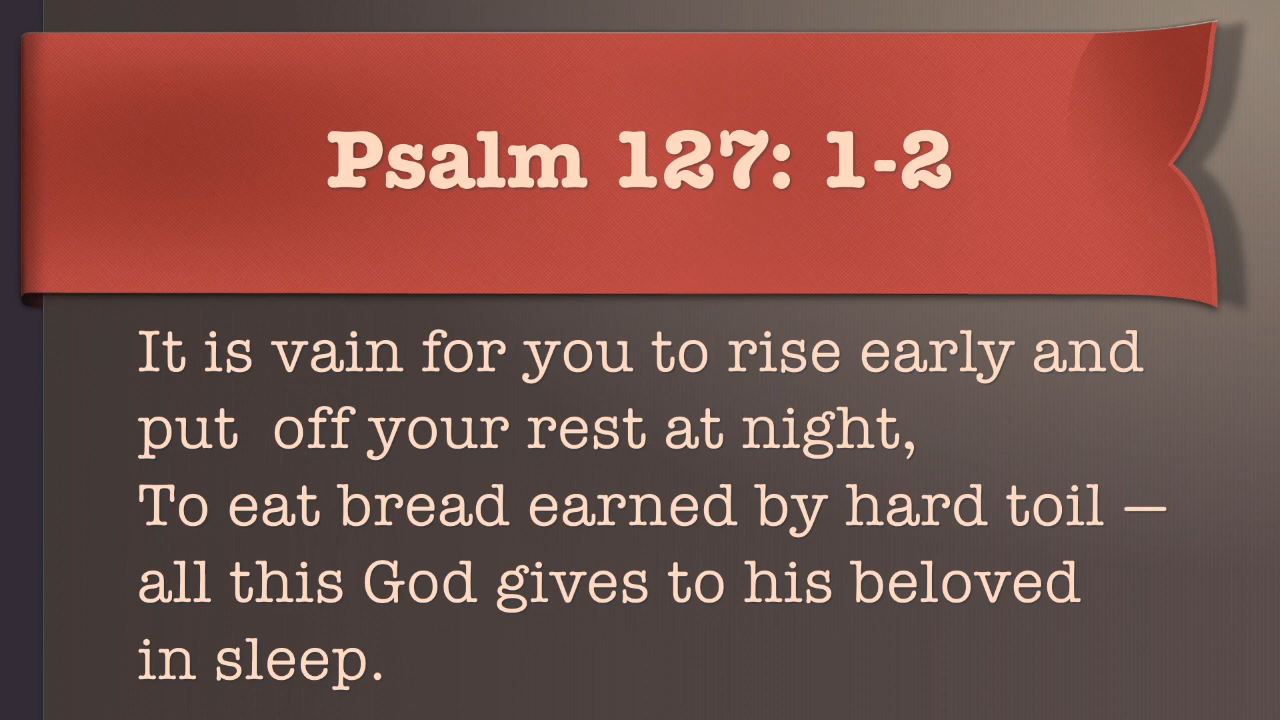 Psalm 127: 1-2
It is vain for you to rise early and
put  off your rest at night,
To eat bread earned by hard toil —
all this God gives to his beloved
in sleep.